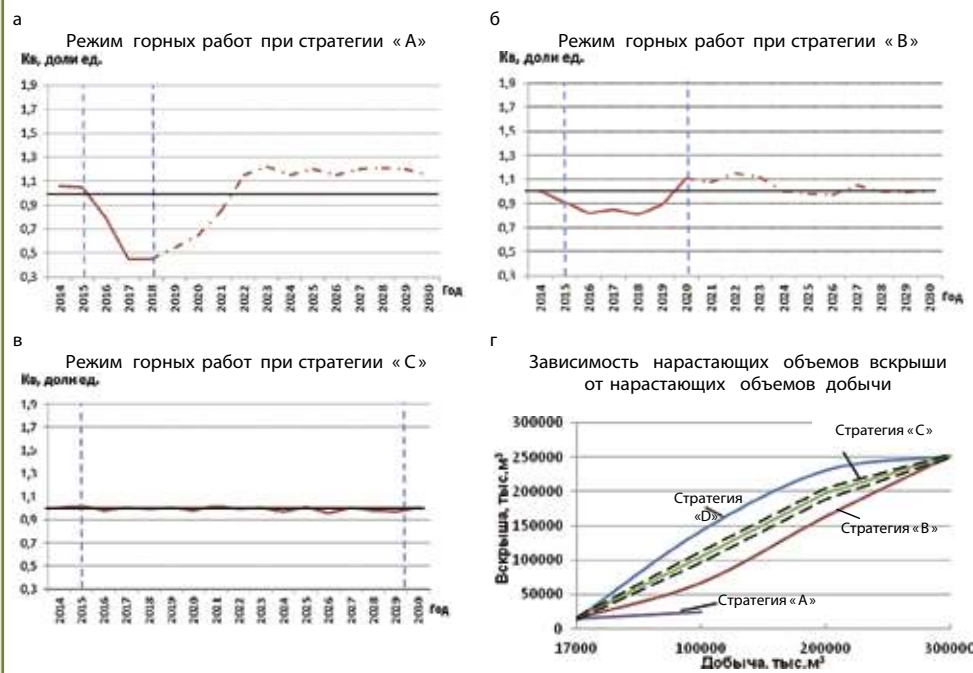 а
Режим горных работ при стратегии «А»
Кв, доли ед.
1,9
1,7
1,5
1,3
1,1
0,9
0,7
0,5
0,3
2014 2015 2016 2017 2018 2019 2020 2021 2022 2023 2024 2025 2026 2027 2028 2029 2030 Год
б
Режим горных работ при стратегии «В»
Кв, доли ед.
1,9
1,7
1,5
1,3
1,1
0,9
0,7
0,5
0,3
2014 2015 2016 2017 2018 2019 2020 2021 2022 2023 2024 2025 2026 2027 2028 2029 2030 Год
в
Режим горных работ при стратегии «С»
Кв, доли ед.
1,9
1,7
1,5
1,3
1,1
0,9
0,7
0,5
0,3
2014 2015 2016 2017 2018 2019 2020 2021 2022 2023 2024 2025 2026 2027 2028 2029 2030 Год
г
Зависимость нарастающих объемов вскрыши
от нарастающих объемов добычи
Вскрыша, тыс.м³
300000
250000
200000
150000
100000
50000
0
Стратегия «С»
Стратегия
«D»
Стратегия «В»
Стратегия «А»
17000 100000 200000 300000
Добыча, тыс.м³